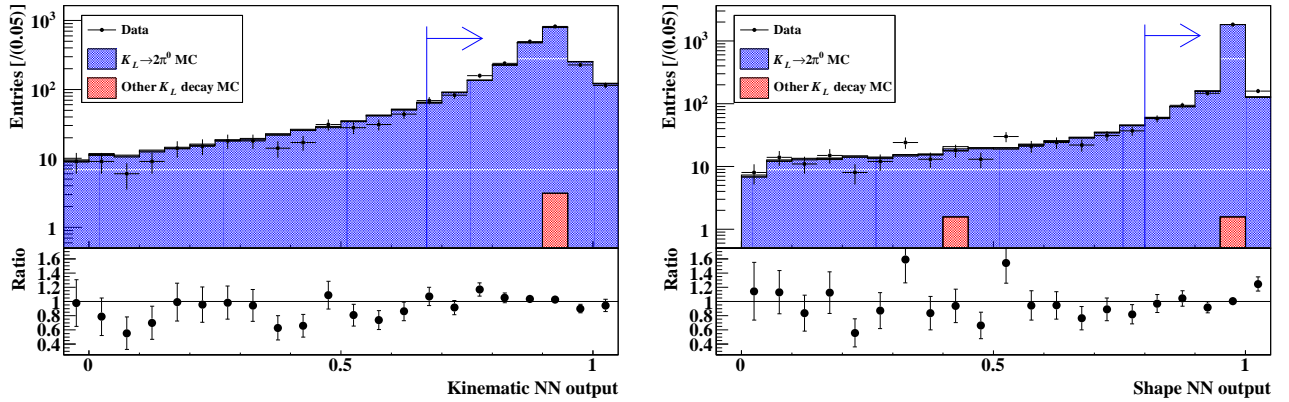 Entries [/(0.05)]
10³
10²
10
1
Data
K_L→2π⁰ MC
Other K_L decay MC
Ratio
1.6
1.4
1.2
1
0.8
0.6
0.4
0
0.5
1
Kinematic NN output
Entries [/(0.05)]
10³
10²
10
1
Data
K_L→2π⁰ MC
Other K_L decay MC
Ratio
1.6
1.4
1.2
1
0.8
0.6
0.4
0
0.5
1
Shape NN output